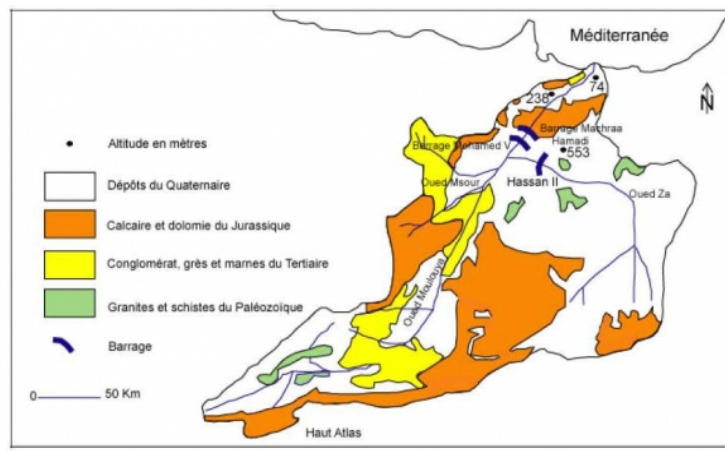 Méditerranée
N
74
238
Barrage Machraa
Hamadi
Barrage Mohamed V
553
Oued Msour
Hassan II
Oued Za
Oued Moulouya
Haut Atlas
Altitude en mètres
Dépôts du Quaternaire
Calcaire et dolomie du Jurassique
Conglomérat, grès et marnes du Tertiaire
Granites et schistes du Paléozoïque
Barrage
0
50 Km